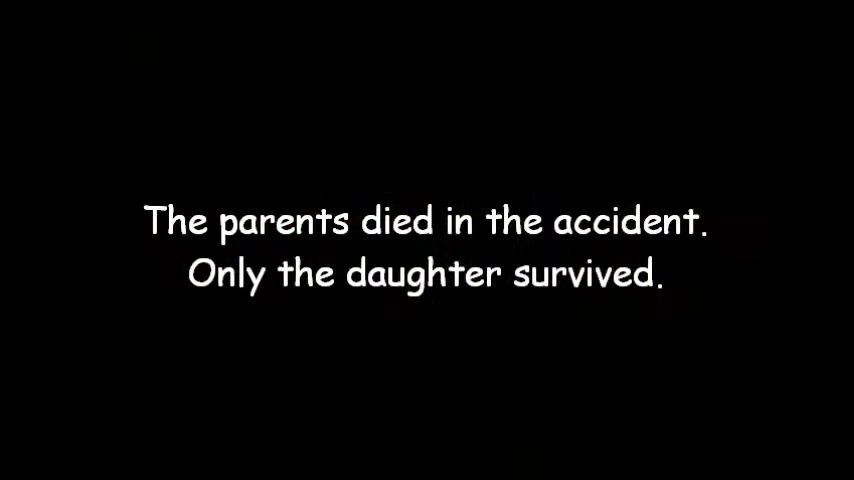 The parents died in the accident.
Only the daughter survived.